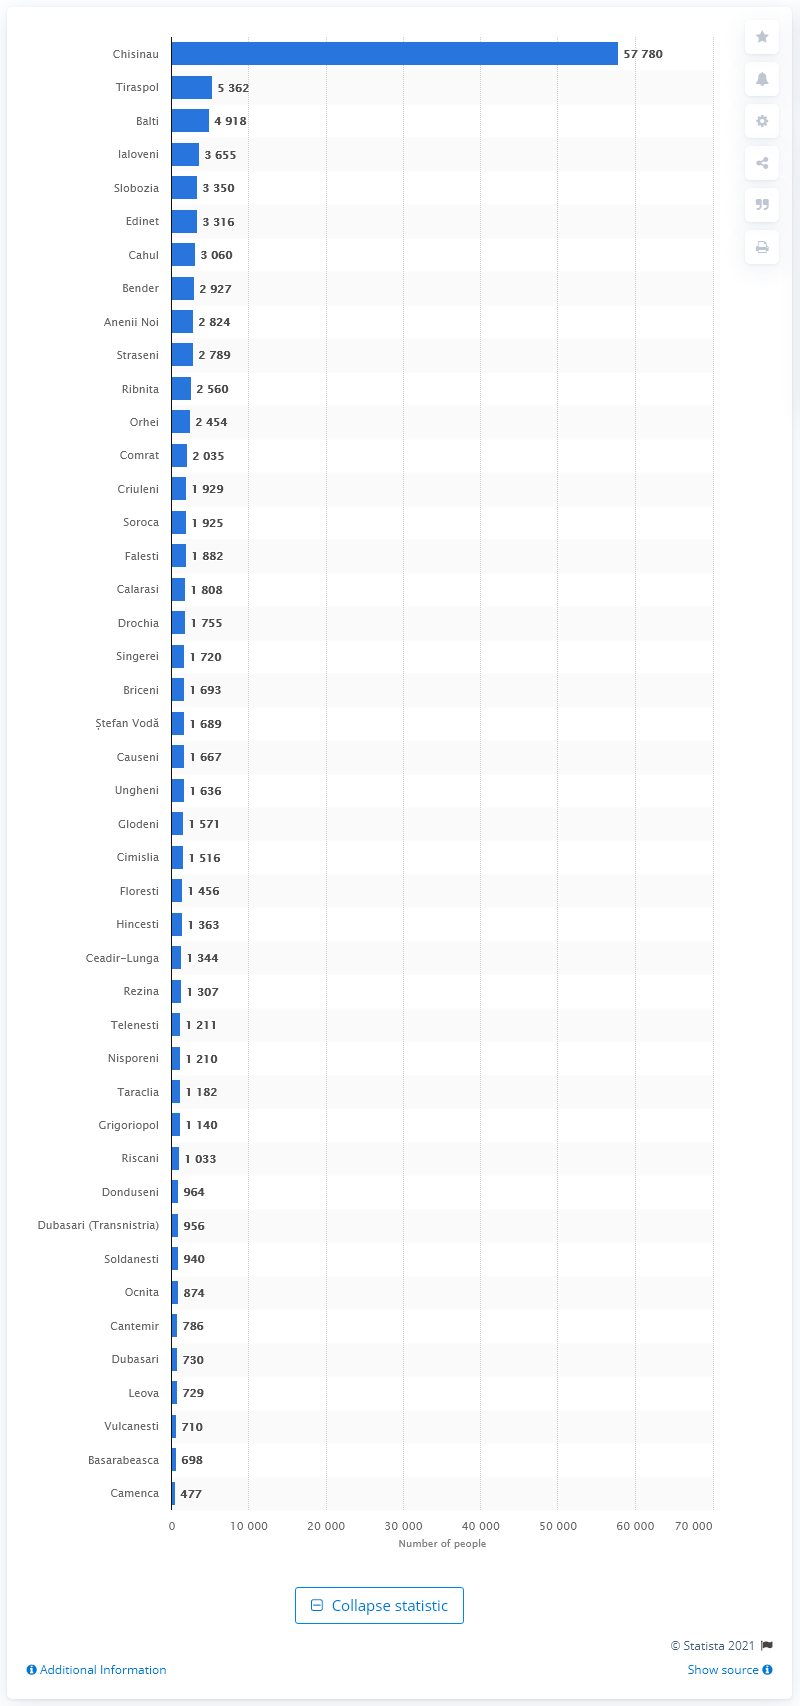 Chisinau 57 780
Tiraspol 5 362
Balti 4 918
Ialoveni 3 655
Slobozia 3 350
Edinet 3 316
Cahul 3 060
Bender 2 927
Anenii Noi 2 824
Straseni 2 789
Ribnita 2 560
Orhei 2 454
Comrat 2 035
Criuleni 1 929
Soroca 1 925
Falesti 1 882
Calarasi 1 808
Drochia 1 755
Singerei 1 720
Briceni 1 693
Ștefan Vodă 1 689
Causeni 1 667
Ungheni 1 636
Glodeni 1 571
Cimislia 1 516
Floresti 1 456
Hincesti 1 363
Ceadir-Lunga 1 344
Rezina 1 307
Telenesti 1 211
Nisporeni 1 210
Taraclia 1 182
Grigoriopol 1 140
Riscani 1 033
Donduseni 964
Dubasari (Transnistria) 956
Soldanesti 940
Ocnita 874
Cantemir 786
Dubasari 730
Leova 729
Vulcanesti 710
Basarabeasca 698
Camenca 477
0 10 000 20 000 30 000 40 000 50 000 60 000 70 000
Number of people
Collapse statistic
© Statista 2021
Additional Information Show source